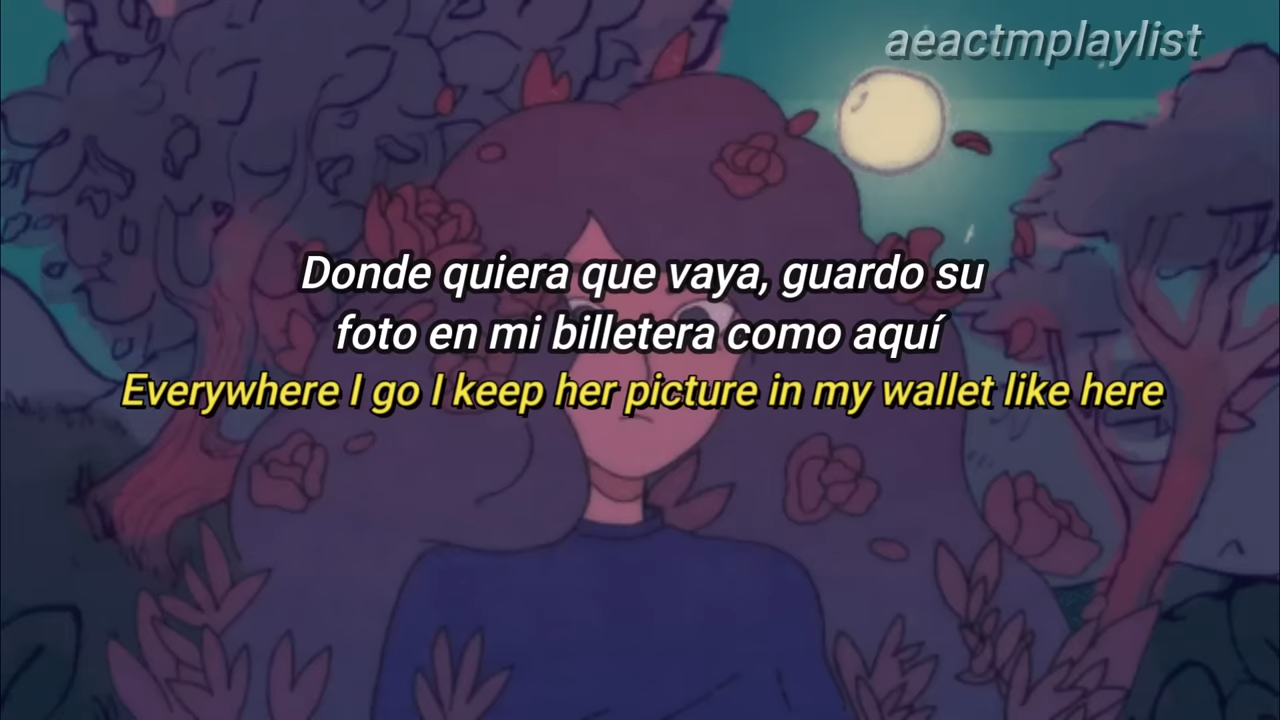 aeactmplaylist
Donde quiera que vaya, guardo su
foto en mi billetera como aquí
Everywhere I go I keep her picture in my wallet like here